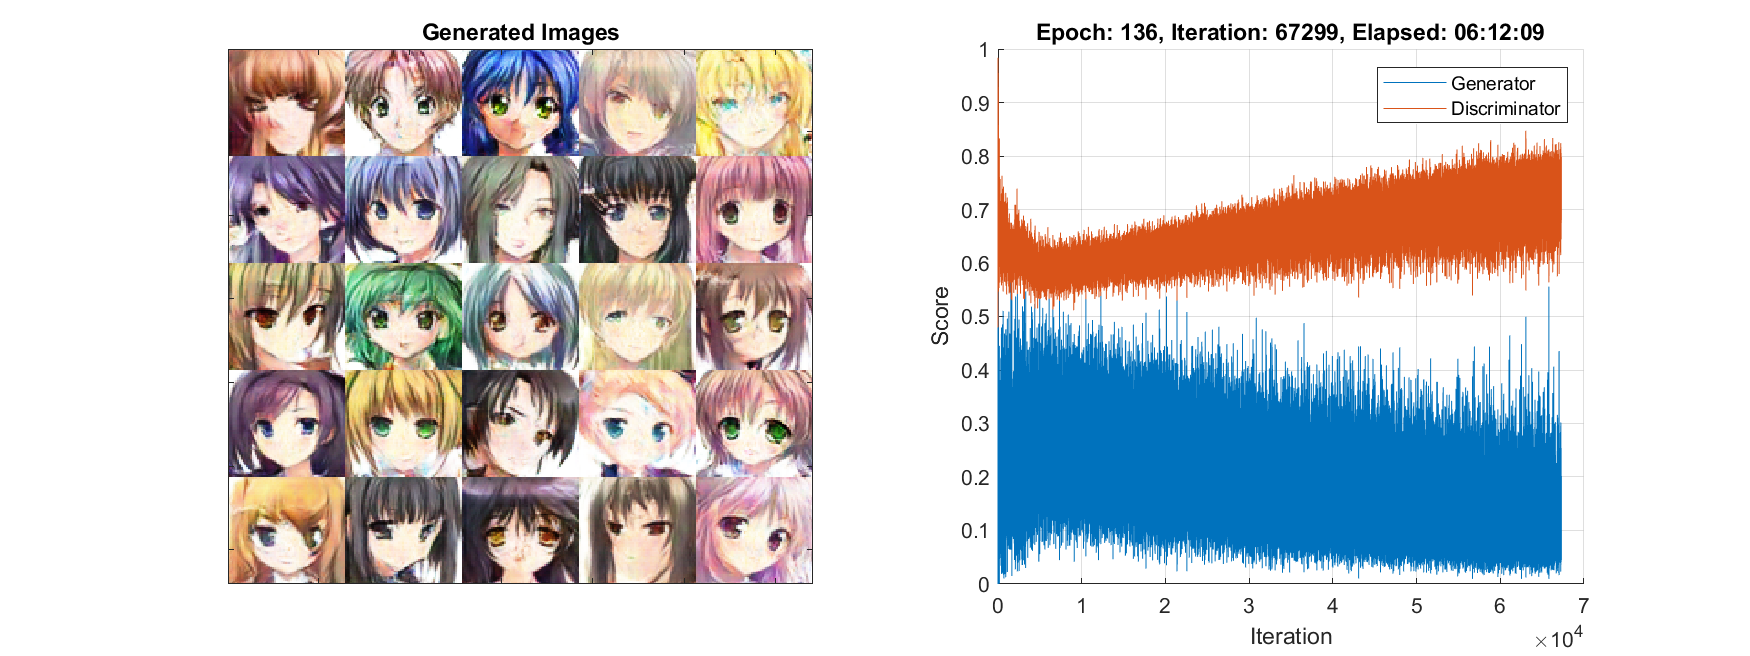 Generated Images
Epoch: 136, Iteration: 67299, Elapsed: 06:12:09
1
0.9
0.8
0.7
0.6
0.5
0.4
0.3
0.2
0.1
0
Score
Generator
Discriminator
0 1 2 3 4 5 6 7
Iteration
×10⁴